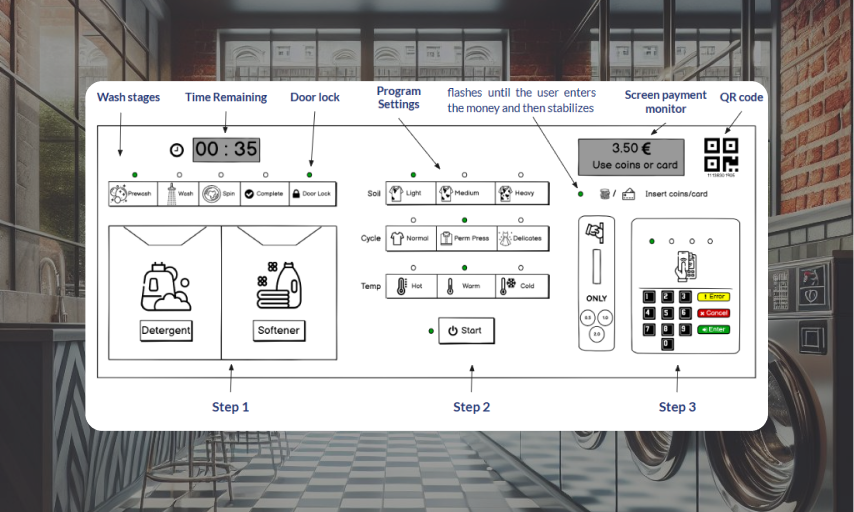 Wash stages
Time Remaining
Door lock
Program
Settings
flashes until the user enters
the money and then stabilizes
Screen payment
monitor
QR code
00 : 35
3.50 €
Use coins or card
Prewash
Wash
Spin
Complete
Door Lock
Soil
Light
Medium
Heavy
/
Insert coins/card
Cycle
Normal
Perm Press
Delicates
Temp
Hot
Warm
Cold
Detergent
Softener
Start
ONLY
0.5
1.0
2.0
1
2
3
! Error
4
5
6
× Cancel
7
8
9
Enter
0
Step 1
Step 2
Step 3